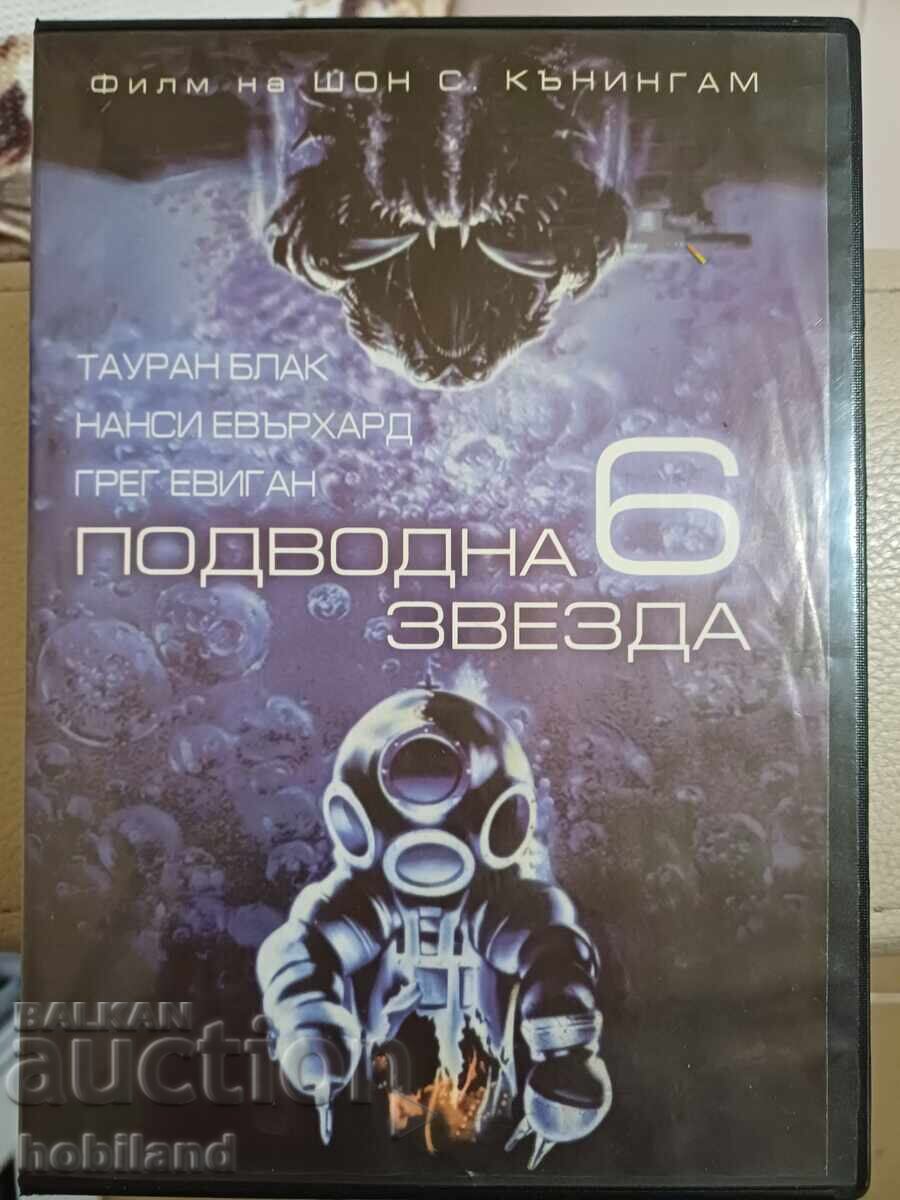 ФИЛМ НА ШОН С. КЪНИНГАМ
ТАУРАН БЛАК
НАНСИ ЕВЪРХАРД
ГРЕГ ЕВИГАН
ПОДВОДНА 6
ЗВЕЗДА
BALKAN
auction
hobiland